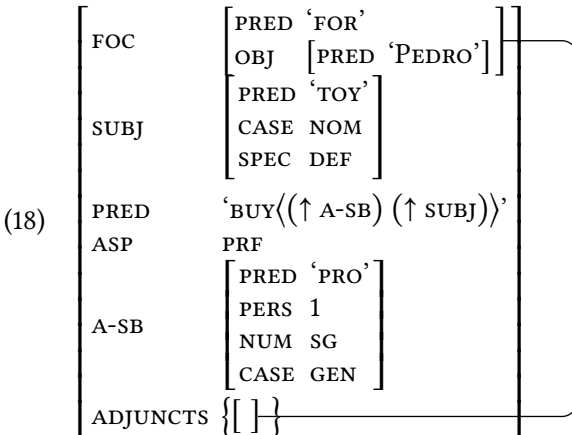 FOC [PRED ‘FOR’
OBJ [PRED ‘PEDRO’]]
SUBJ [PRED ‘TOY’
CASE NOM
SPEC DEF]
(18) PRED ‘BUY⟨(↑ A-SB) (↑ SUBJ)⟩’
ASP PRF
A-SB [PRED ‘PRO’
PERS 1
NUM SG
CASE GEN]
ADJUNCTS {[ ]}